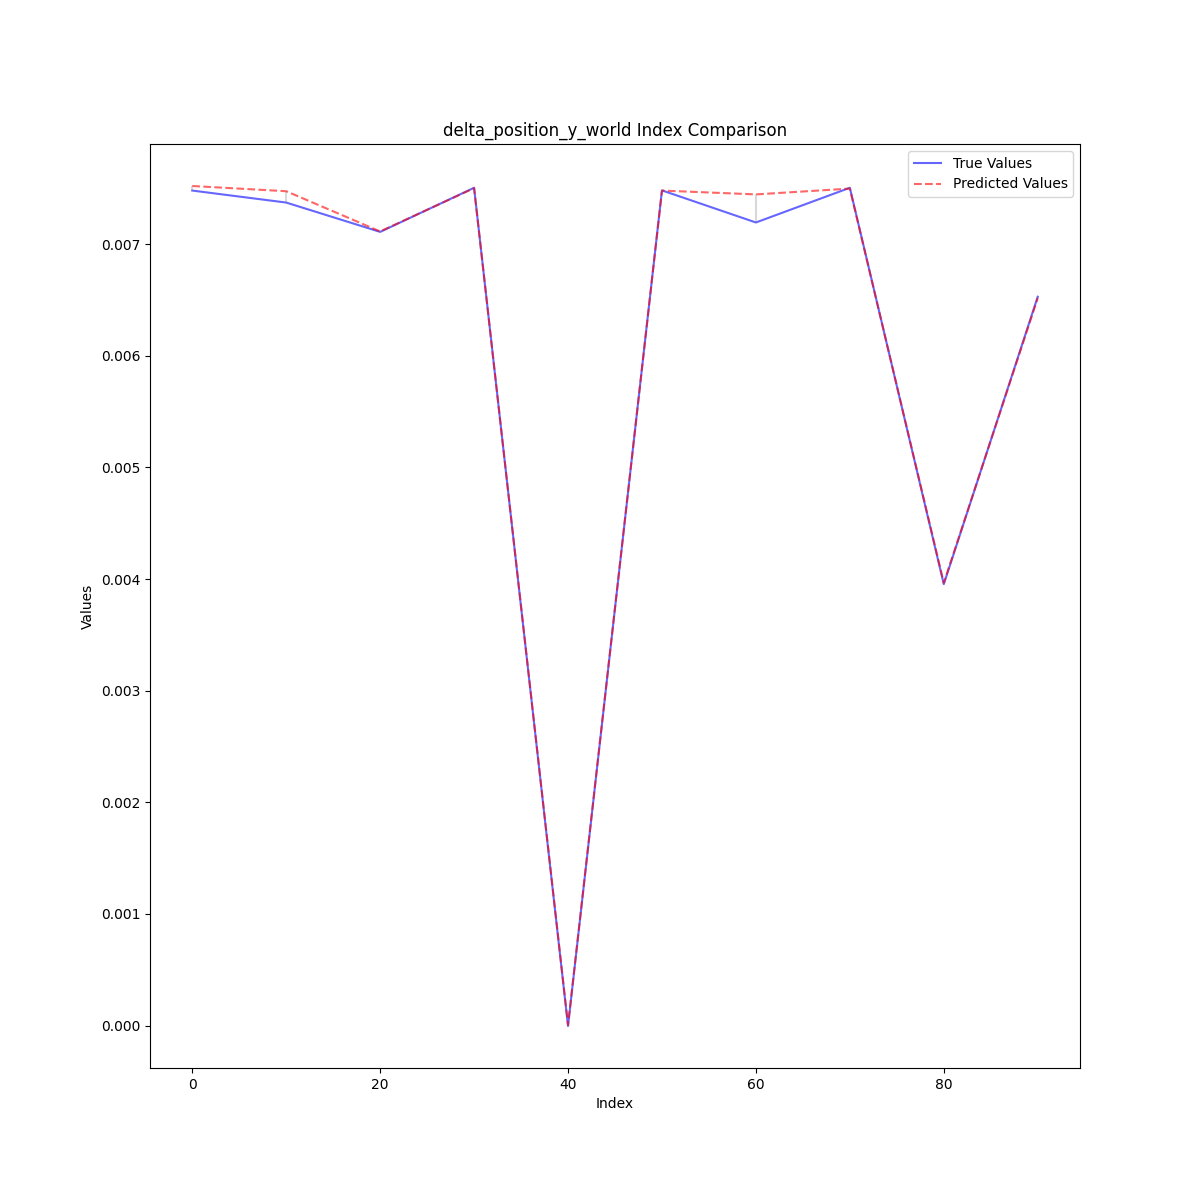 delta_position_y_world Index Comparison
True Values
Predicted Values
0.007
0.006
0.005
0.004
0.003
0.002
0.001
0.000
Values
0 20 40 60 80
Index